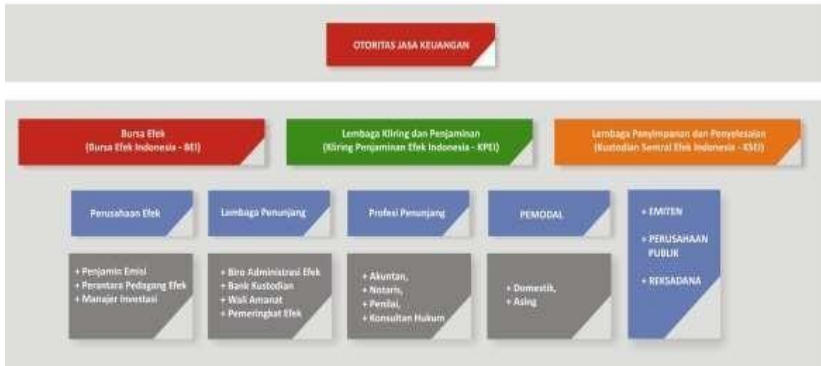 OTORITAS JASA KEUANGAN
Bursa Efek
(Bursa Efek Indonesia - BEI)
Lembaga Kliring dan Penjaminan
(Kliring Penjaminan Efek Indonesia - KPEI)
Lembaga Penyimpanan dan Penyelesaian
(Kustodian Sentral Efek Indonesia - KSEI)
Perusahaan Efek
+ Penjamin Emisi
+ Perantara Pedagang Efek
+ Manajer Investasi
Lembaga Penunjang
+ Biro Administrasi Efek
+ Bank Kustodian
+ Wali Amanat
+ Pemeringkat Efek
Profesi Penunjang
+ Akuntan,
+ Notaris,
+ Penilai,
+ Konsultan Hukum
PEMODAL
+ Domestik,
+ Asing
+ EMITEN
+ PERUSAHAAN
PUBLIK
+ REKSADANA